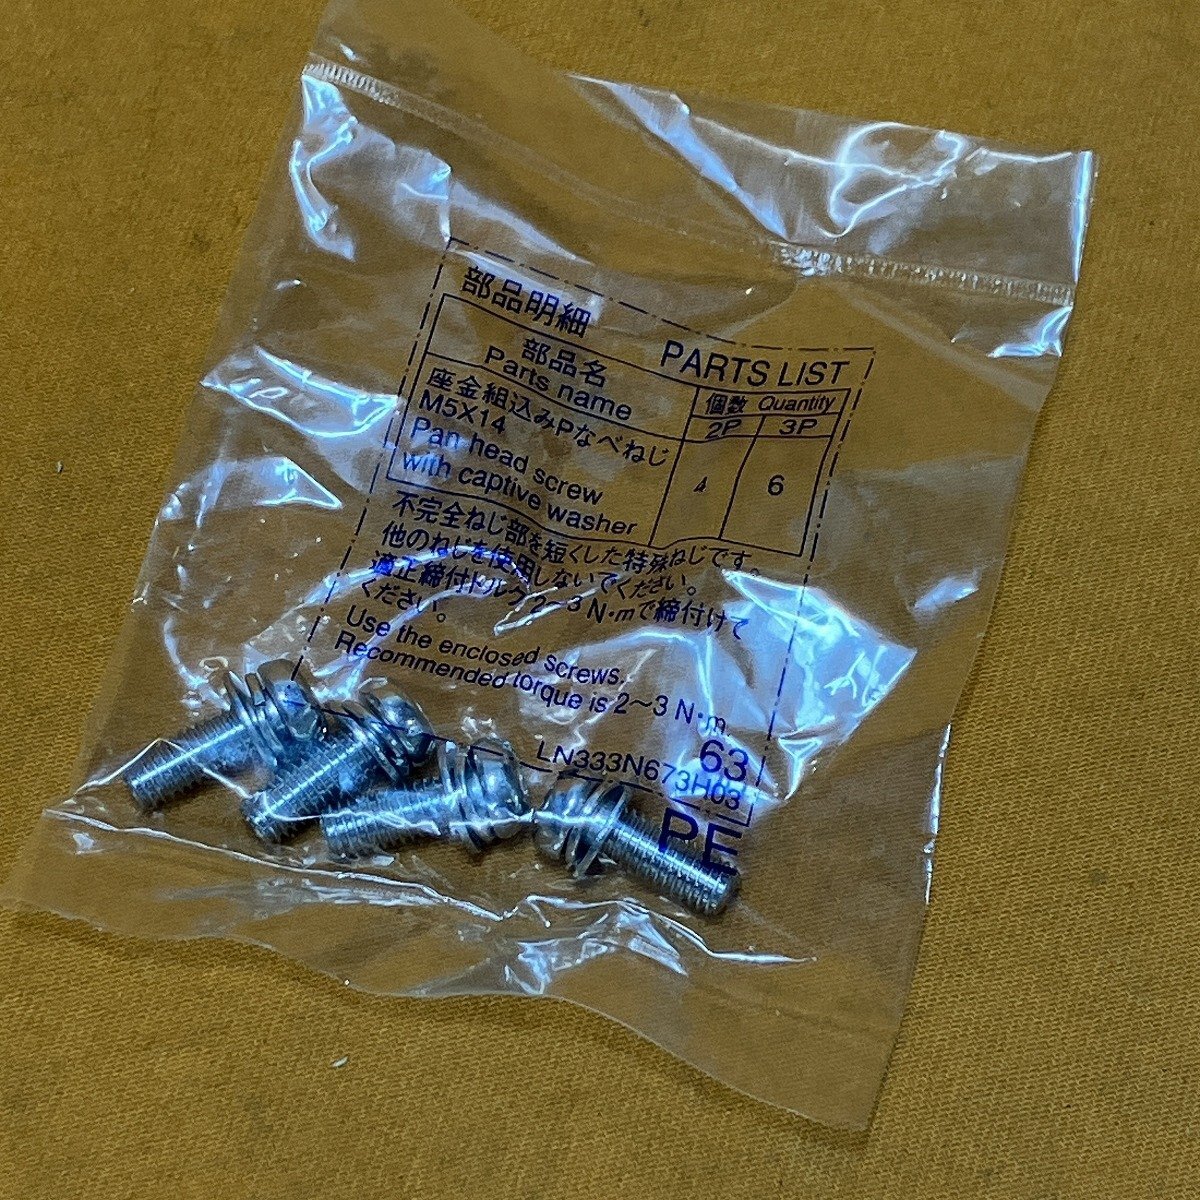 部品明細 PARTS LIST
部品名
Parts name
個数 Quantity
2P 3P
座金組込みPなべねじ
M5X14
Pan head screw
with captive washer
4 6
不完全ねじ部を短くした特殊ねじです。
他のねじを使用しないでください。
適正締付トルク2～3 N･mで締付けて
ください。
Use the enclosed screws.
Recommended torque is 2～3 N･m.
63
LN333N673H03
PE